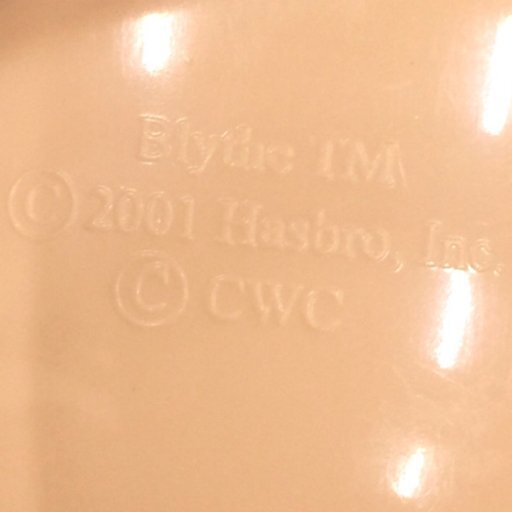 Blythe TM
© 2001 Hasbro, Inc.
© CWC